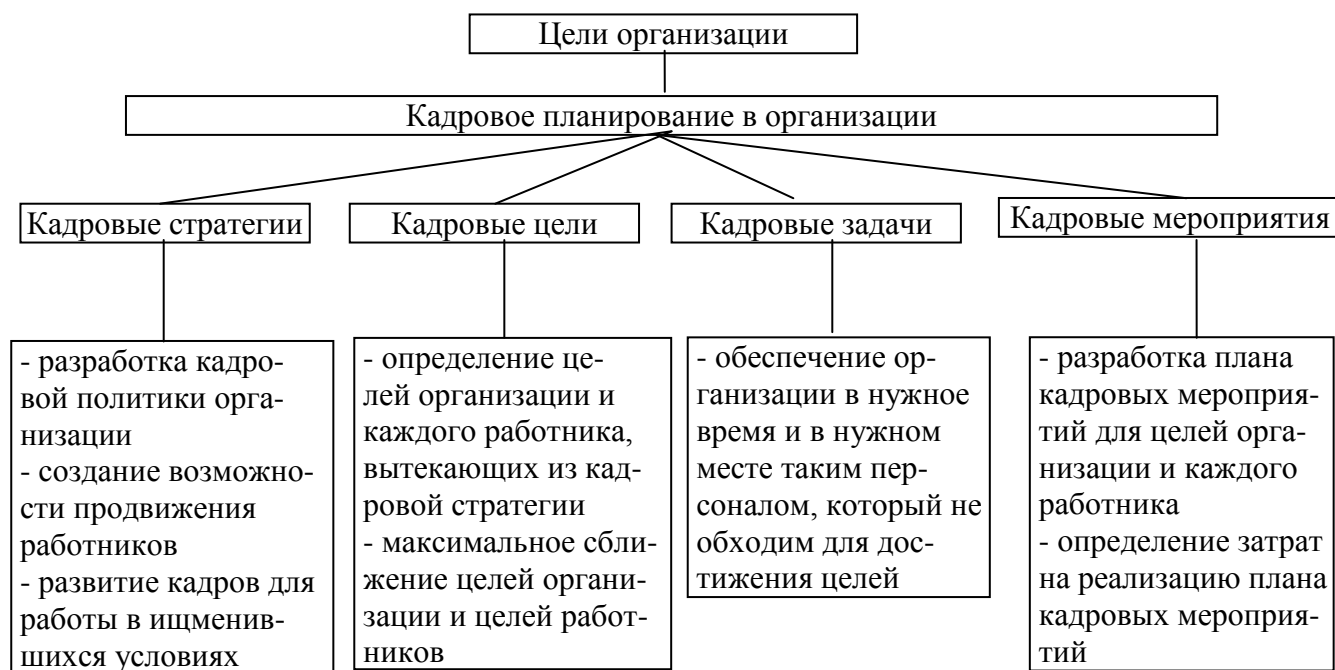 Цели организации
Кадровое планирование в организации
Кадровые стратегии
Кадровые цели
Кадровые задачи
Кадровые мероприятия
- разработка кадро-
вой политики орга-
низации
- создание возможно-
сти продвижения
работников
- развитие кадров для
работы в ищменив-
шихся условиях
- определение це-
лей организации и
каждого работника,
вытекающих из кад-
ровой стратегии
- максимальное сбли-
жение целей органи-
зации и целей работ-
ников
- обеспечение ор-
ганизации в нужное
время и в нужном
месте таким пер-
соналом, который не
обходим для дос-
тижения целей
- разработка плана
кадровых мероприя-
тий для целей орга-
низации и каждого
работника
- определение затрат
на реализацию плана
кадровых мероприя-
тий